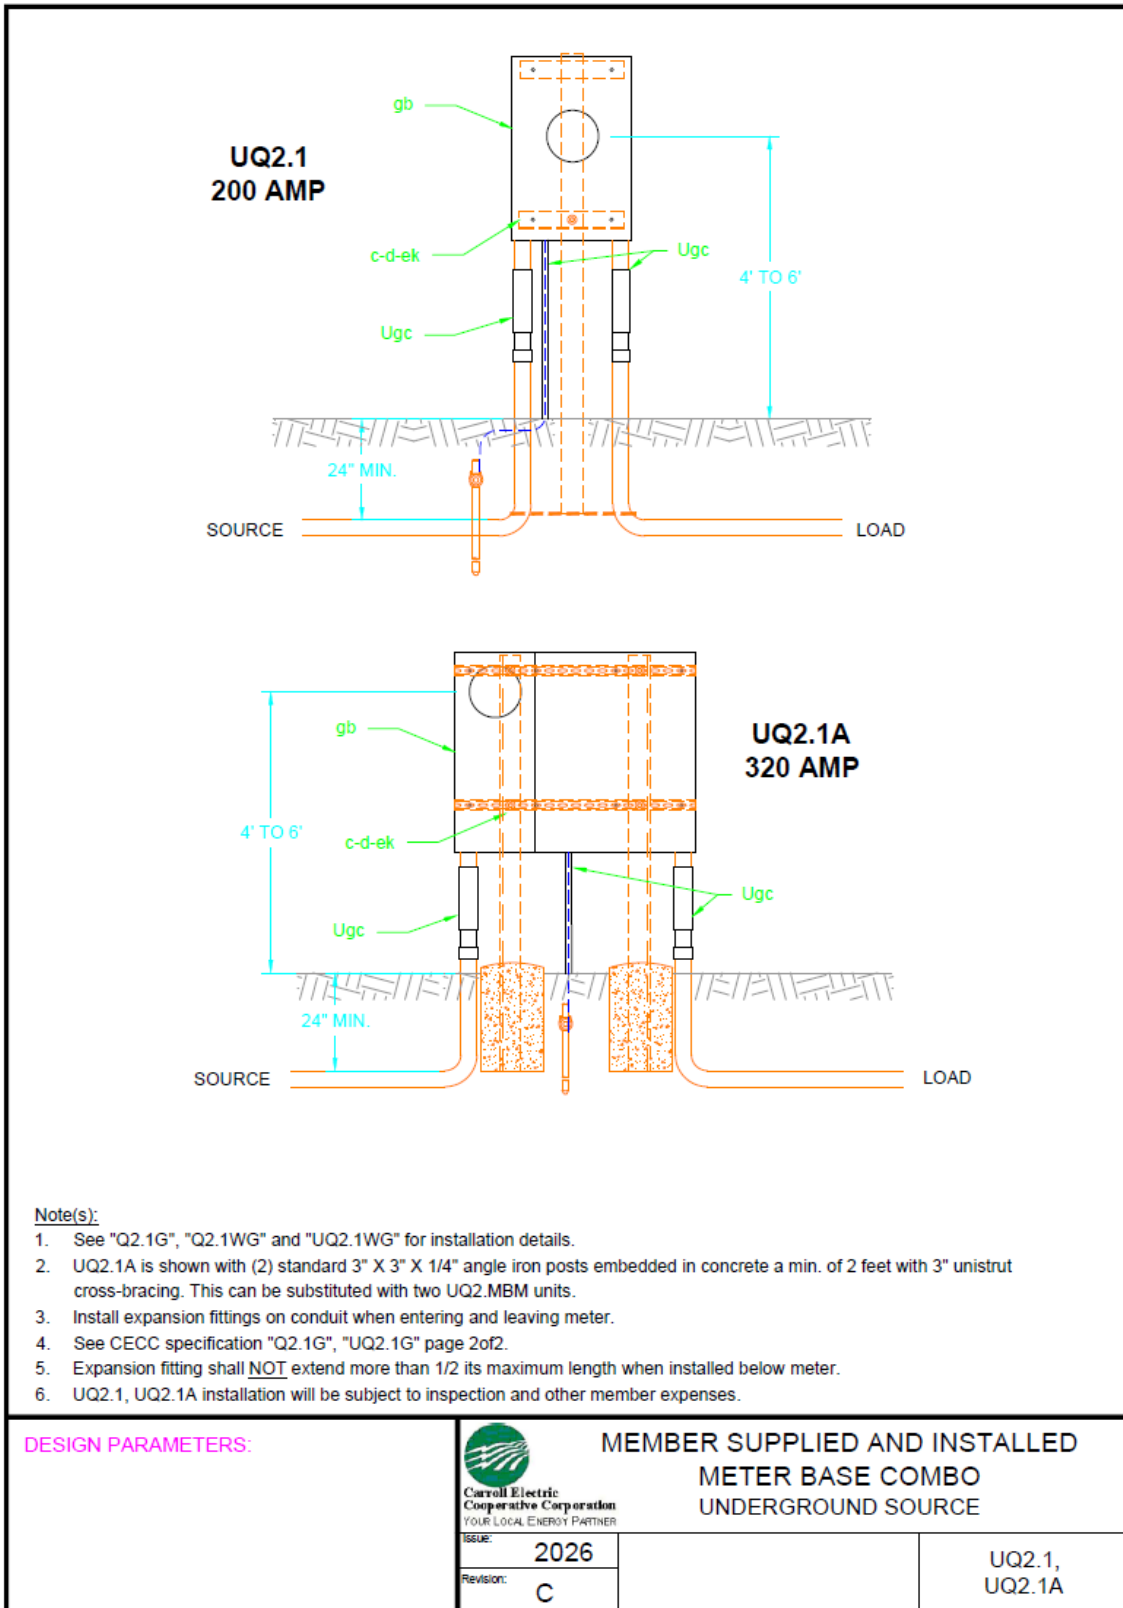 UQ2.1
200 AMP
gb
c-d-ek
Ugc
Ugc
4' TO 6'
24" MIN.
SOURCE
LOAD
UQ2.1A
320 AMP
gb
4' TO 6'
c-d-ek
Ugc
Ugc
24" MIN.
SOURCE
LOAD
Note(s):
1. See "Q2.1G", "Q2.1WG" and "UQ2.1WG" for installation details.
2. UQ2.1A is shown with (2) standard 3" X 3" X 1/4" angle iron posts embedded in concrete a min. of 2 feet with 3" unistrut
cross-bracing. This can be substituted with two UQ2.MBM units.
3. Install expansion fittings on conduit when entering and leaving meter.
4. See CECC specification "Q2.1G", "UQ2.1G" page 2of2.
5. Expansion fitting shall NOT extend more than 1/2 its maximum length when installed below meter.
6. UQ2.1, UQ2.1A installation will be subject to inspection and other member expenses.
DESIGN PARAMETERS:
Carroll Electric
Cooperative Corporation
YOUR LOCAL ENERGY PARTNER
MEMBER SUPPLIED AND INSTALLED
METER BASE COMBO
UNDERGROUND SOURCE
Issue:
2026
Revision:
C
UQ2.1,
UQ2.1A